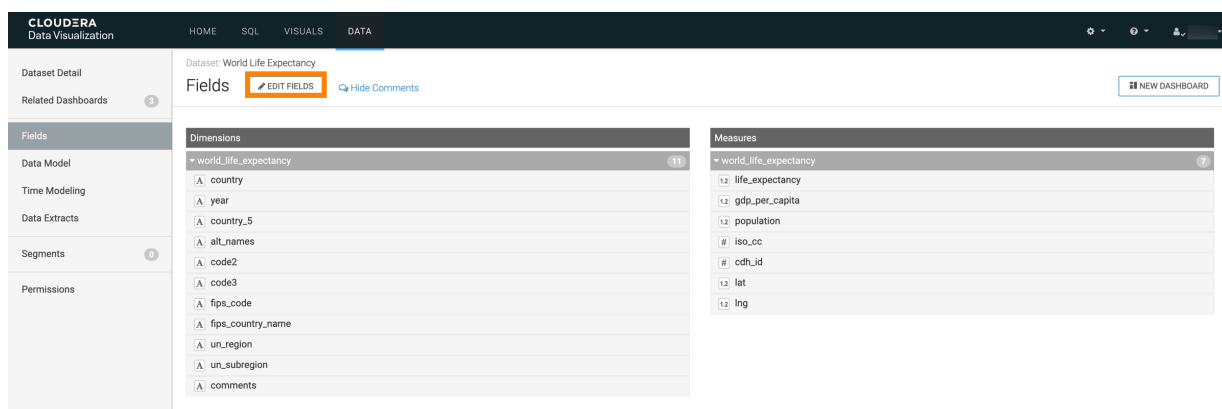 CLOUDERA
Data Visualization
HOME SQL VISUALS DATA
Dataset Detail
Related Dashboards 3
Fields
Data Model
Time Modeling
Data Extracts
Segments 0
Permissions
Dataset: World Life Expectancy
Fields EDIT FIELDS Hide Comments
NEW DASHBOARD
Dimensions
world_life_expectancy 11
A country
A year
A country_5
A alt_names
A code2
A code3
A fips_code
A fips_country_name
A un_region
A un_subregion
A comments
Measures
world_life_expectancy 7
1.2 life_expectancy
1.2 gdp_per_capita
1.2 population
# iso_cc
# cdh_id
1.2 lat
1.2 lng